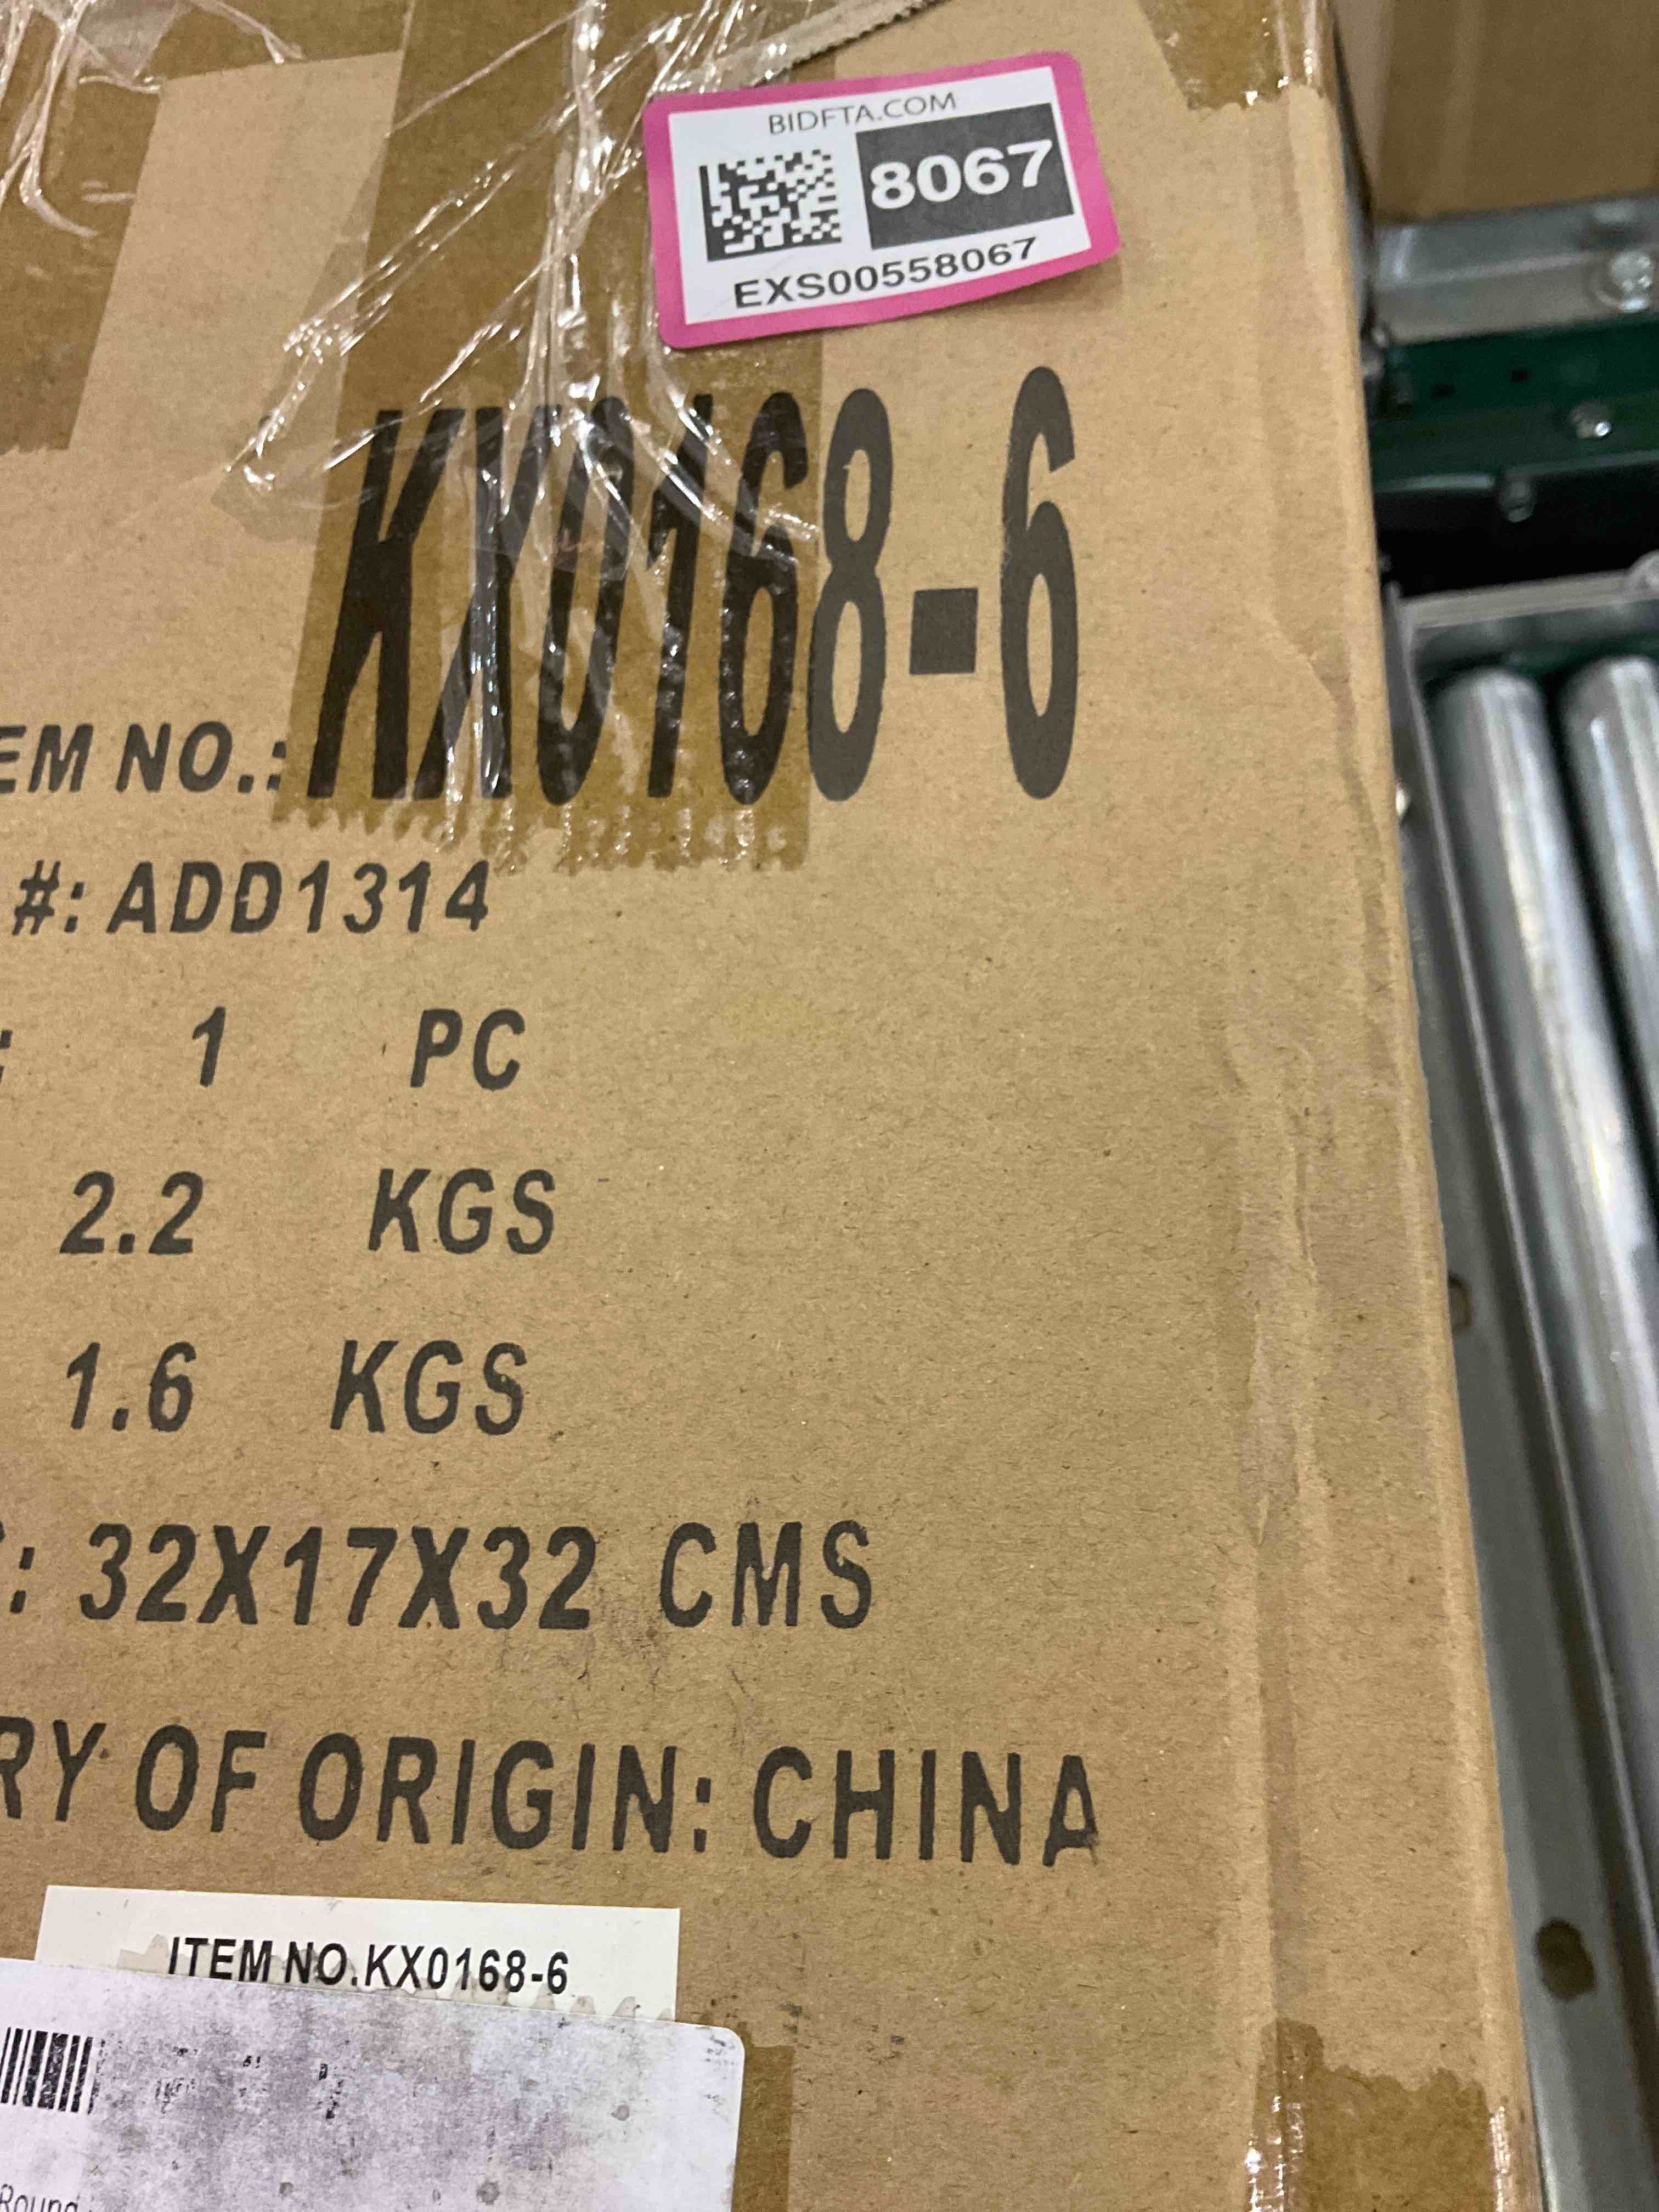 BIDFTA.COM
8067
EXS00558067
EM NO.: KX0168-6
#: ADD1314
: 1 PC
2.2 KGS
1.6 KGS
: 32X17X32 CMS
RY OF ORIGIN: CHINA
ITEM NO.KX0168-6
Round